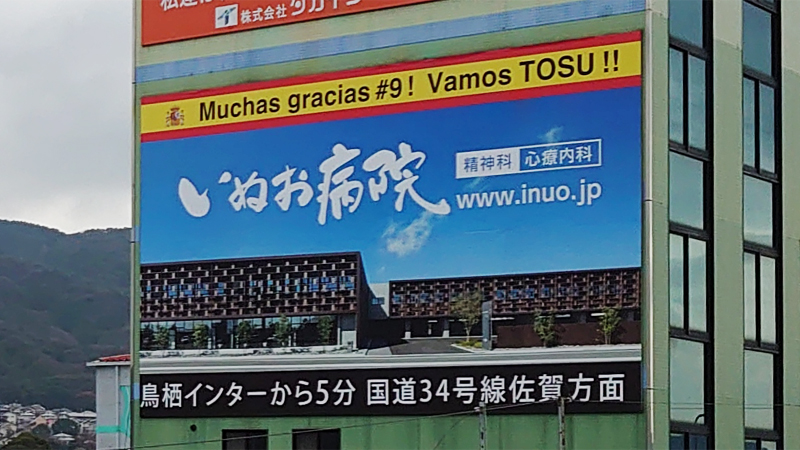 株式会社
Muchas gracias #9! Vamos TOSU!!
いぬお病院
精神科 心療内科
www.inuo.jp
鳥栖インターから5分 国道34号線佐賀方面